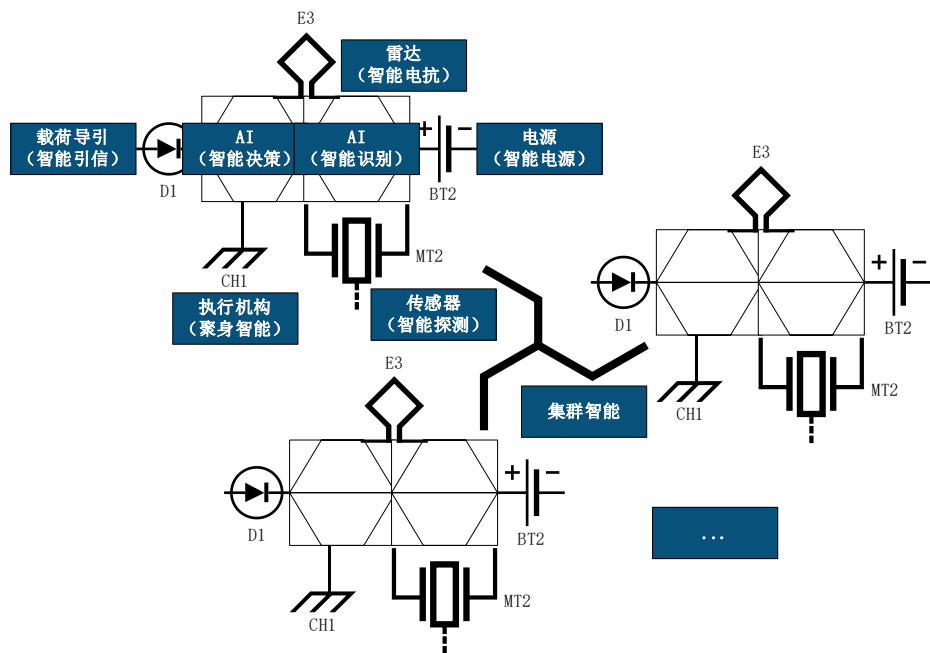 E3
雷达
（智能电抗）
载荷导引
（智能引信）
AI
（智能决策）
AI
（智能识别）
+
−
电源
（智能电源）
D1
BT2
CH1
MT2
执行机构
（聚身智能）
传感器
（智能探测）
集群智能
E3
+
−
D1
BT2
CH1
MT2
E3
+
−
D1
BT2
CH1
MT2
...